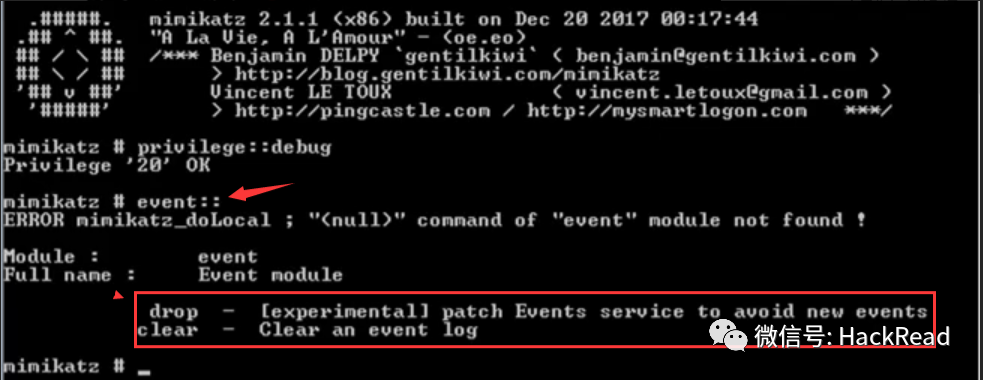 .#####. mimikatz 2.1.1 (x86) built on Dec 20 2017 00:17:44
.## ^ ##. "A La Vie, A L'Amour" - (oe.eo)
## / \ ## /*** Benjamin DELPY `gentilkiwi` ( benjamin@gentilkiwi.com )
## \ / ## > http://blog.gentilkiwi.com/mimikatz
'## v ##' Vincent LE TOUX ( vincent.letoux@gmail.com )
'#####' > http://pingcastle.com / http://mysmartlogon.com ***/
mimikatz # privilege::debug
Privilege '20' OK
mimikatz # event::
ERROR mimikatz_doLocal ; "(null)" command of "event" module not found !
Module : event
Full name : Event module
drop - [experimental] patch Events service to avoid new events
clear - Clear an event log
微信号: HackRead
mimikatz # _